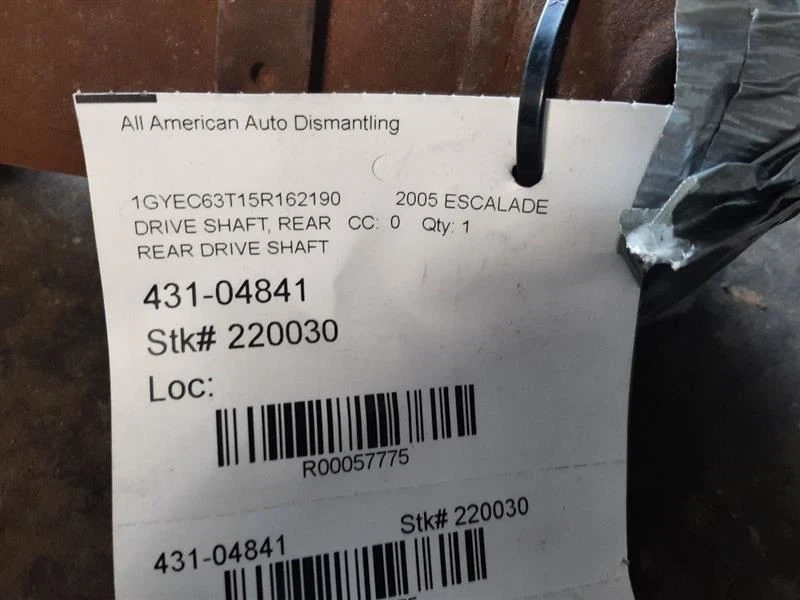 All American Auto Dismantling
1GYEC63T15R162190 2005 ESCALADE
DRIVE SHAFT, REAR CC: 0 Qty: 1
REAR DRIVE SHAFT
431-04841
Stk# 220030
Loc:
R00057775
431-04841 Stk# 220030